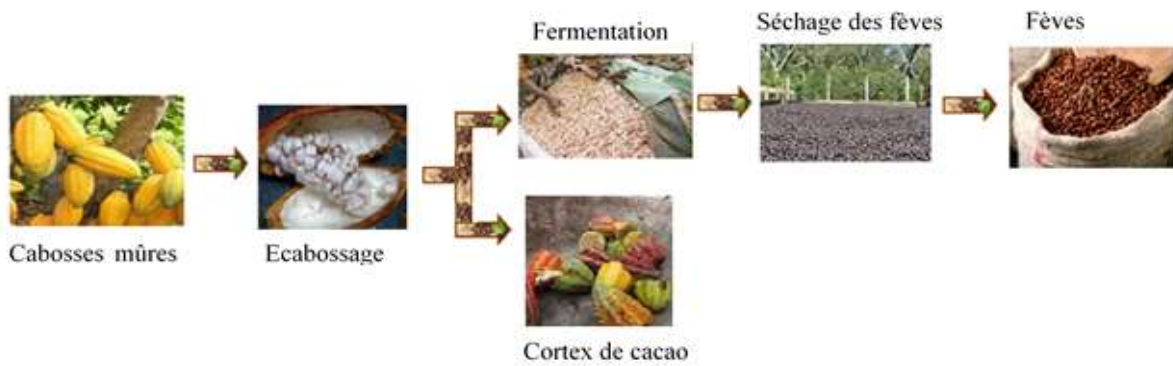 Fermentation
Séchage des fèves
Fèves
Cabosses mûres
Ecabossage
Cortex de cacao